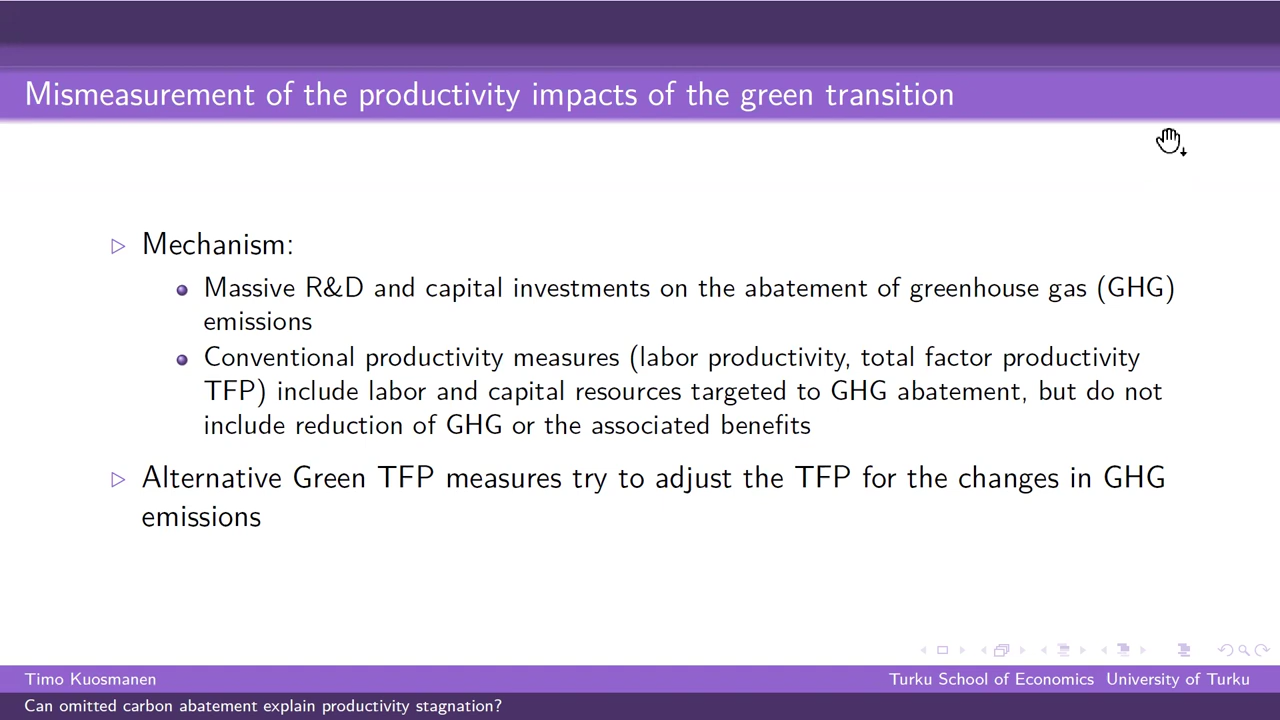 Mismeasurement of the productivity impacts of the green transition
Mechanism:
Massive R&D and capital investments on the abatement of greenhouse gas (GHG)
emissions
Conventional productivity measures (labor productivity, total factor productivity
TFP) include labor and capital resources targeted to GHG abatement, but do not
include reduction of GHG or the associated benefits
Alternative Green TFP measures try to adjust the TFP for the changes in GHG
emissions
Timo Kuosmanen
Turku School of Economics University of Turku
Can omitted carbon abatement explain productivity stagnation?